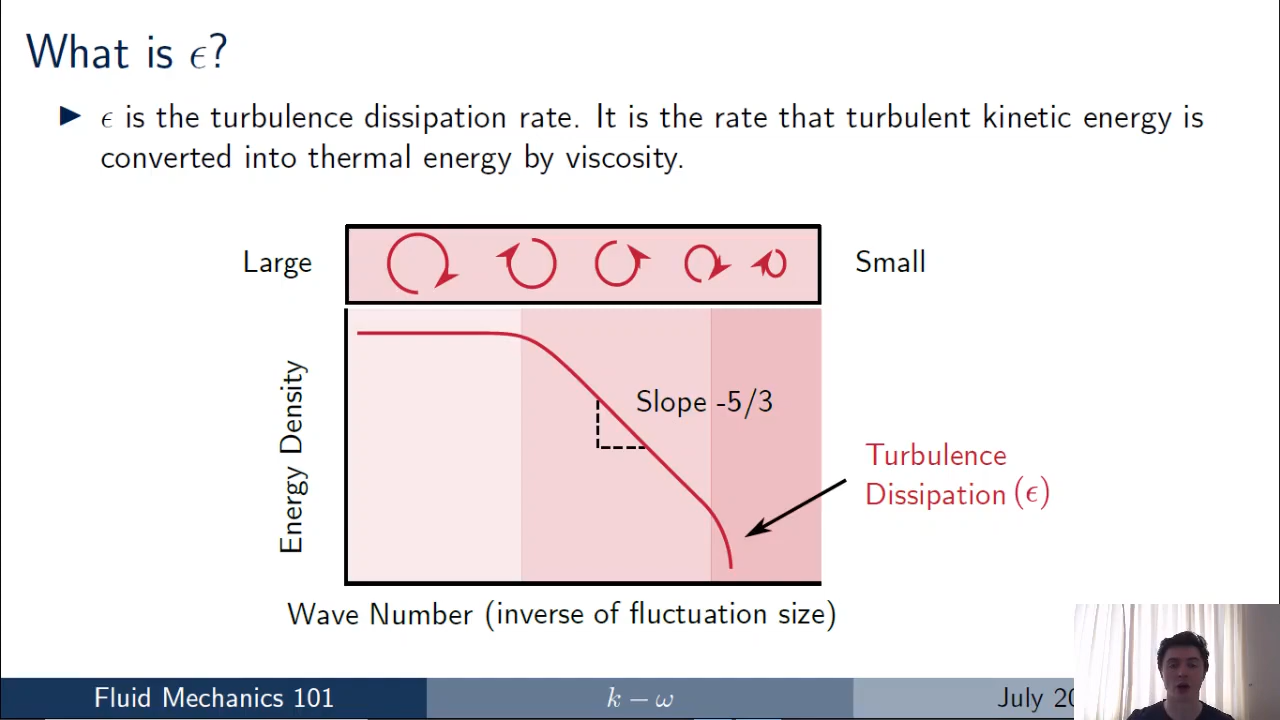 What is ϵ?
▶ ϵ is the turbulence dissipation rate. It is the rate that turbulent kinetic energy is
converted into thermal energy by viscosity.
Large
Small
Energy Density
Slope -5/3
Turbulence
Dissipation (ϵ)
Wave Number (inverse of fluctuation size)
Fluid Mechanics 101
k − ω
July